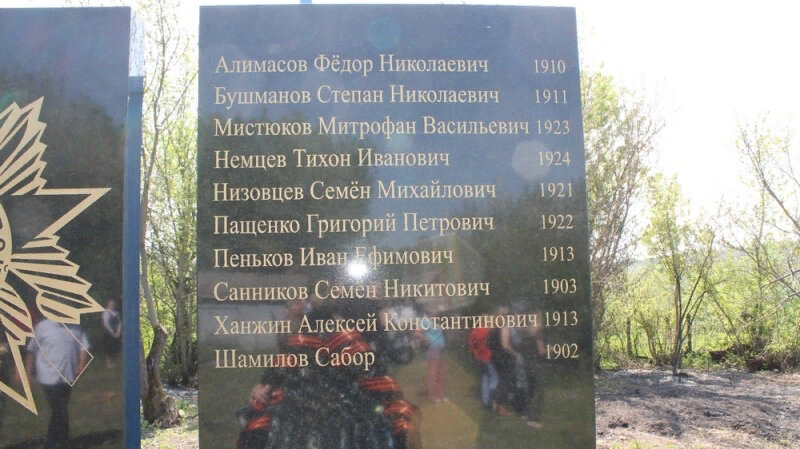 Алимасов Фёдор Николаевич 1910
Бушманов Степан Николаевич 1911
Мистюков Митрофан Васильевич 1923
Немцев Тихон Иванович 1924
Низовцев Семён Михайлович 1921
Пащенко Григорий Петрович 1922
Пеньков Иван Ефимович 1913
Санников Семён Никитович 1903
Ханжин Алексей Константинович 1913
Шамилов Сабор 1902